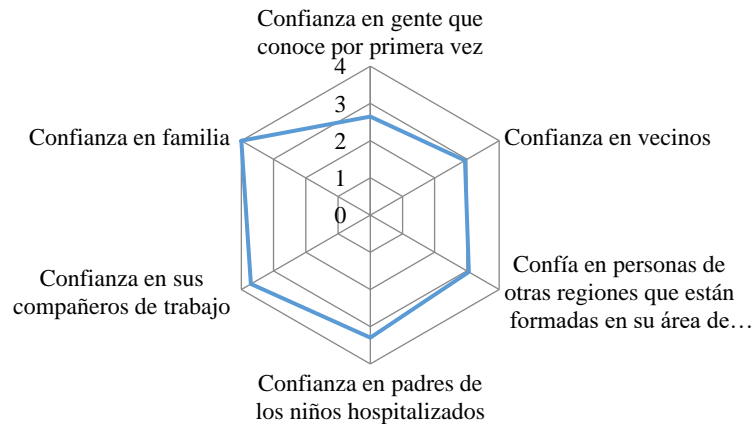 Confianza en gente que
conoce por primera vez
4
3
2
1
0
Confianza en vecinos
Confía en personas de
otras regiones que están
formadas en su área de…
Confianza en padres de
los niños hospitalizados
Confianza en sus
compañeros de trabajo
Confianza en familia